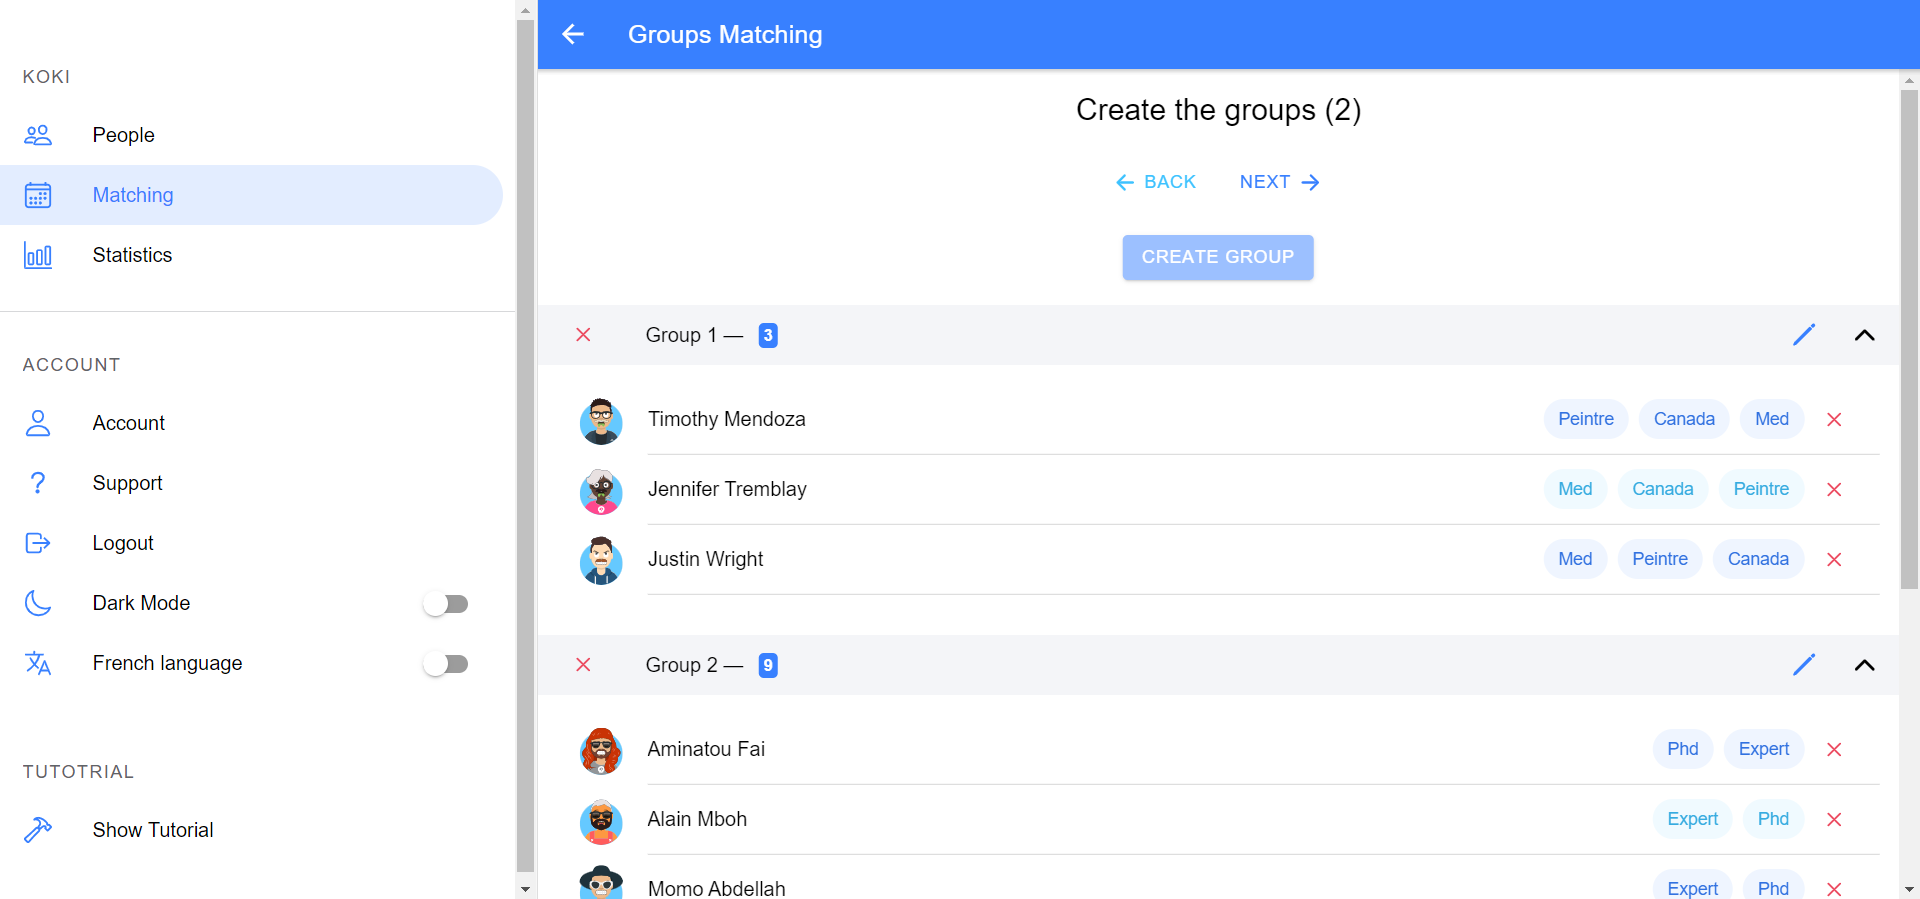 KOKI
People
Matching
Statistics
ACCOUNT
Account
Support
Logout
Dark Mode
French language
TUTOTRIAL
Show Tutorial
Groups Matching
Create the groups (2)
BACK NEXT
CREATE GROUP
Group 1 — 3
Timothy Mendoza Peintre Canada Med
Jennifer Tremblay Med Canada Peintre
Justin Wright Med Peintre Canada
Group 2 — 9
Aminatou Fai Phd Expert
Alain Mboh Expert Phd
Momo Abdellah Expert Phd